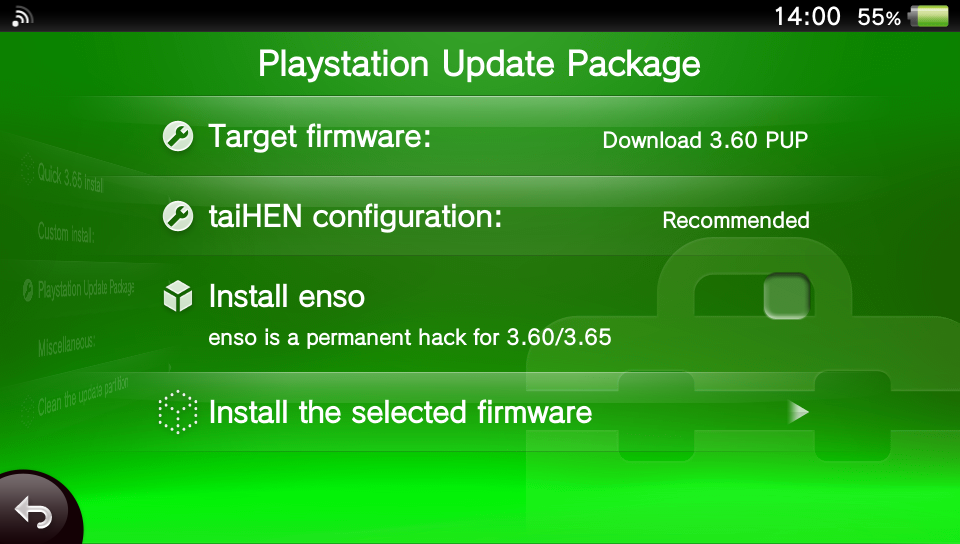 14:00 55%
Playstation Update Package
Target firmware: Download 3.60 PUP
taiHEN configuration: Recommended
Install enso
enso is a permanent hack for 3.60/3.65
Install the selected firmware
Quick 3.65 install
Custom install:
Playstation Update Package
Miscellaneous:
Clean the update partition